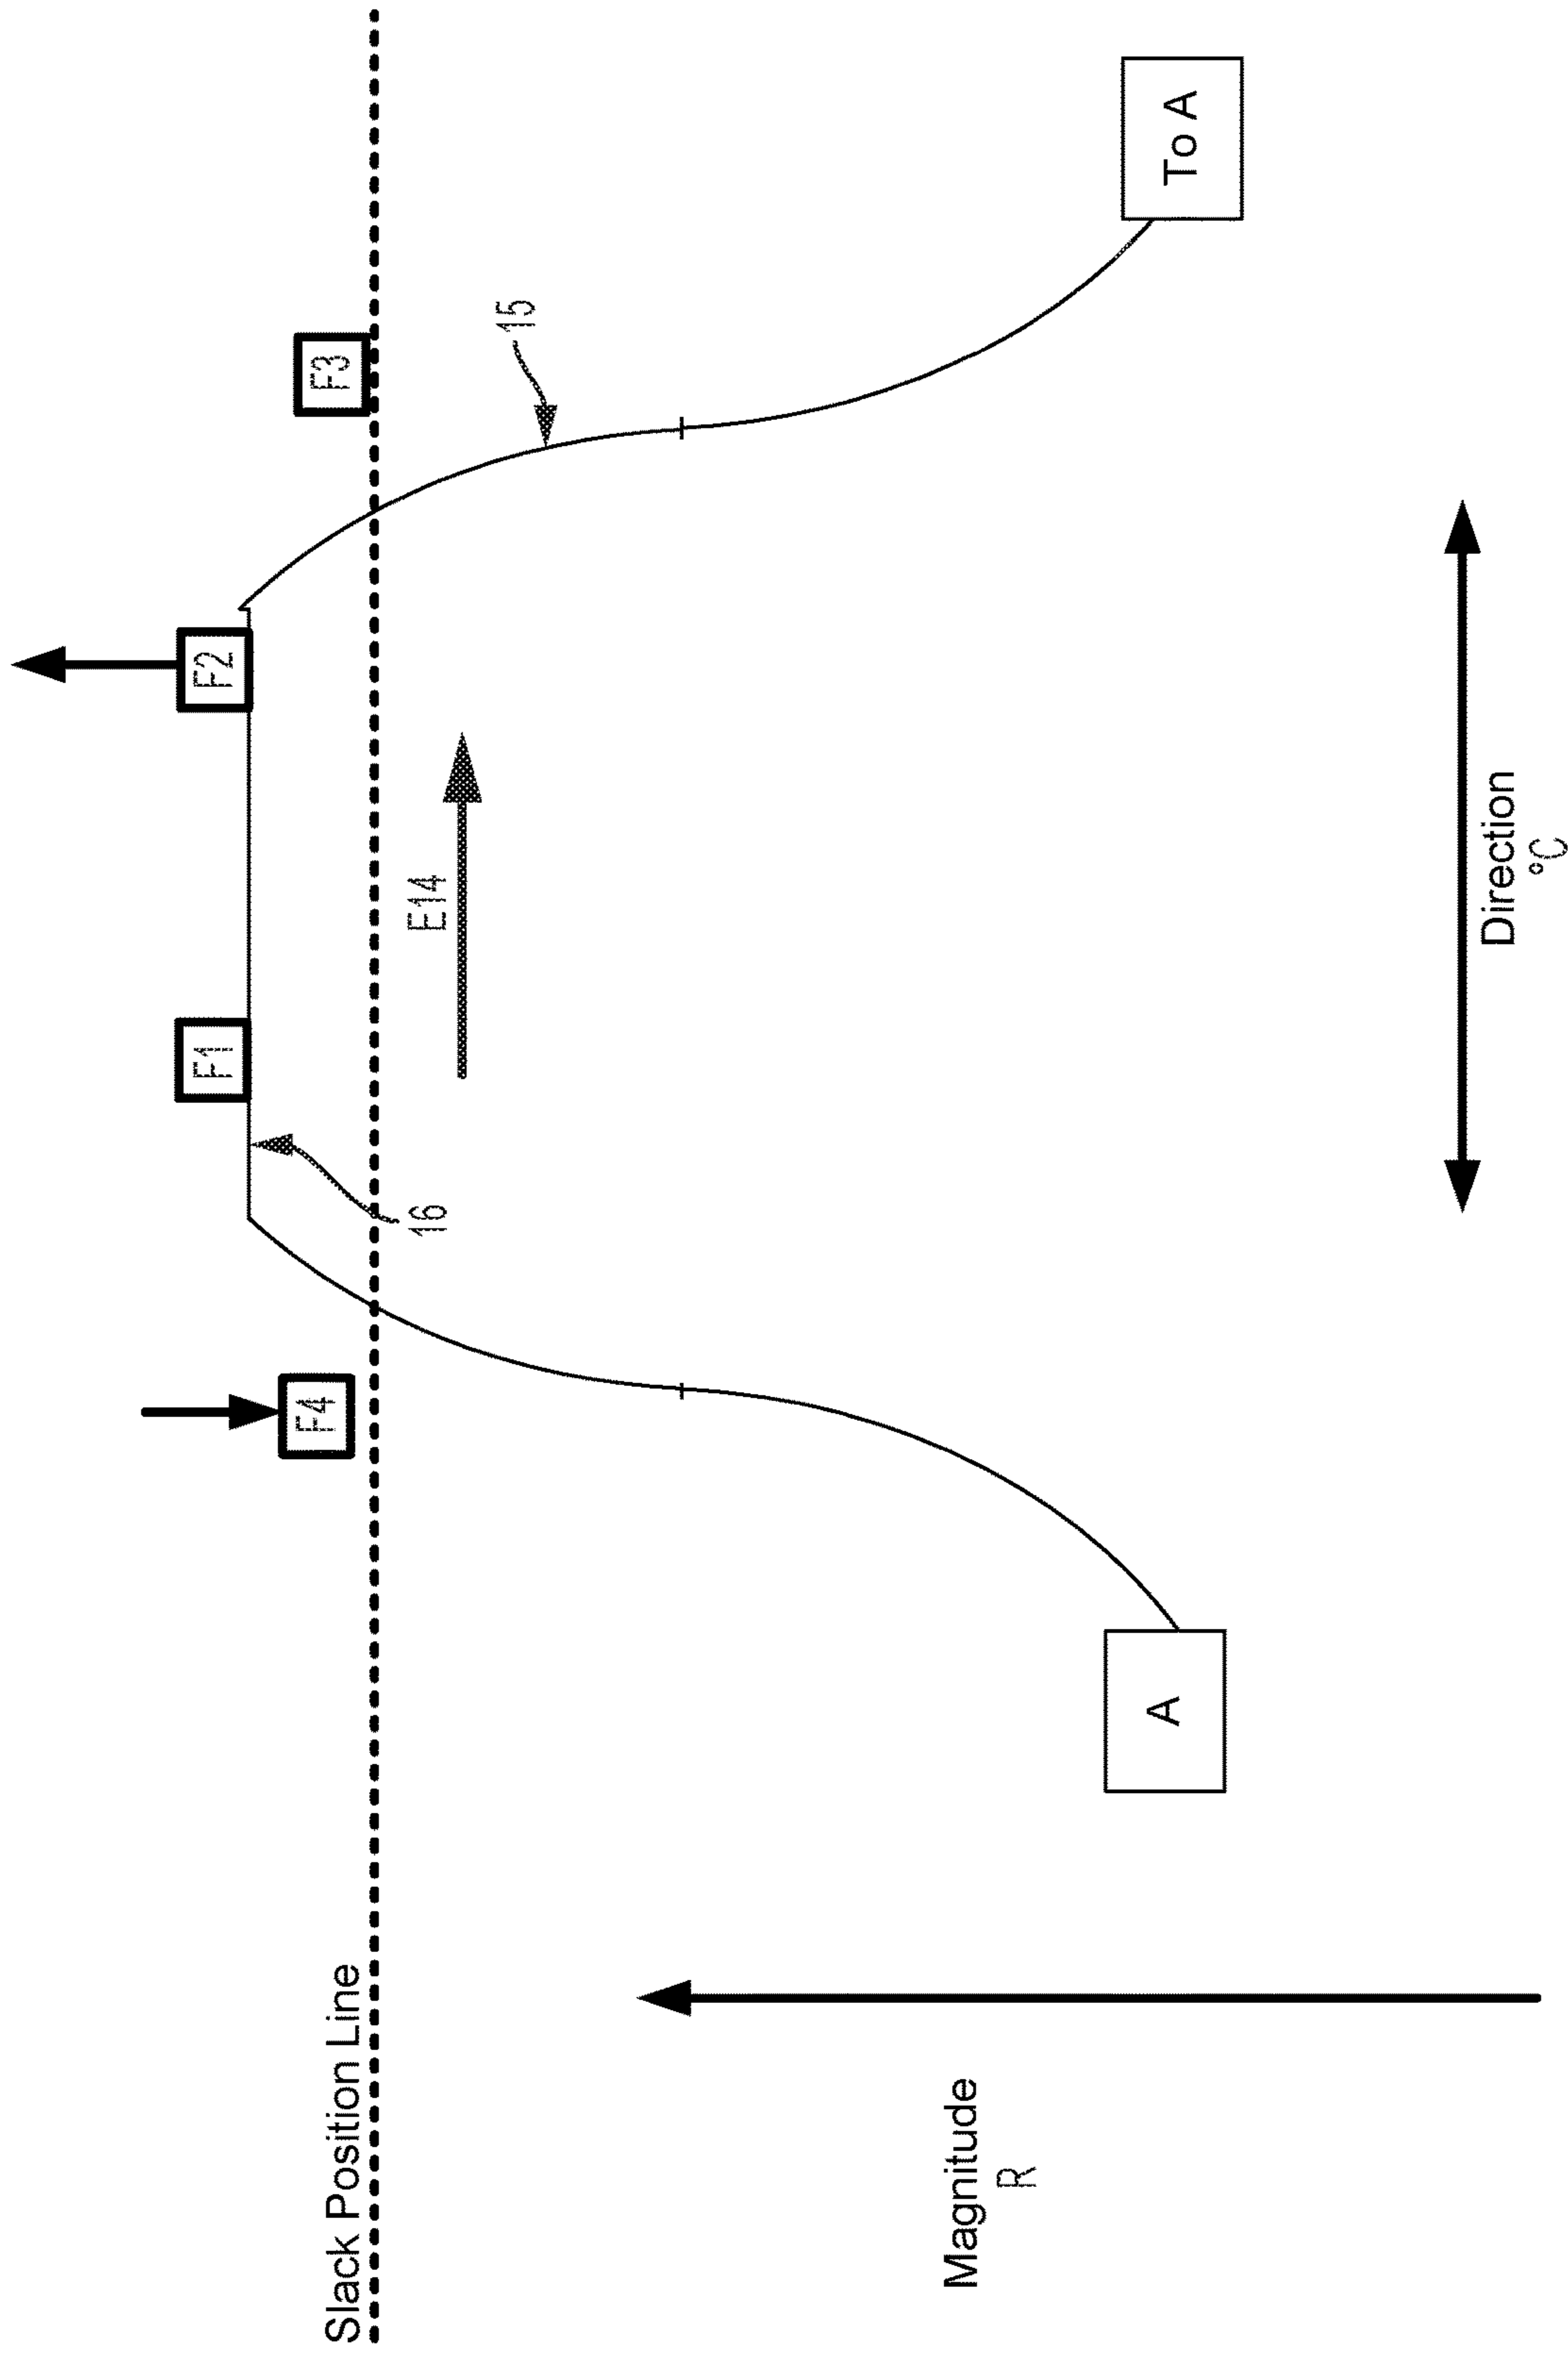 F1
F2
F4
F3
Slack Position Line
16
E14
15
Magnitude
R
A
To A
Direction
°C